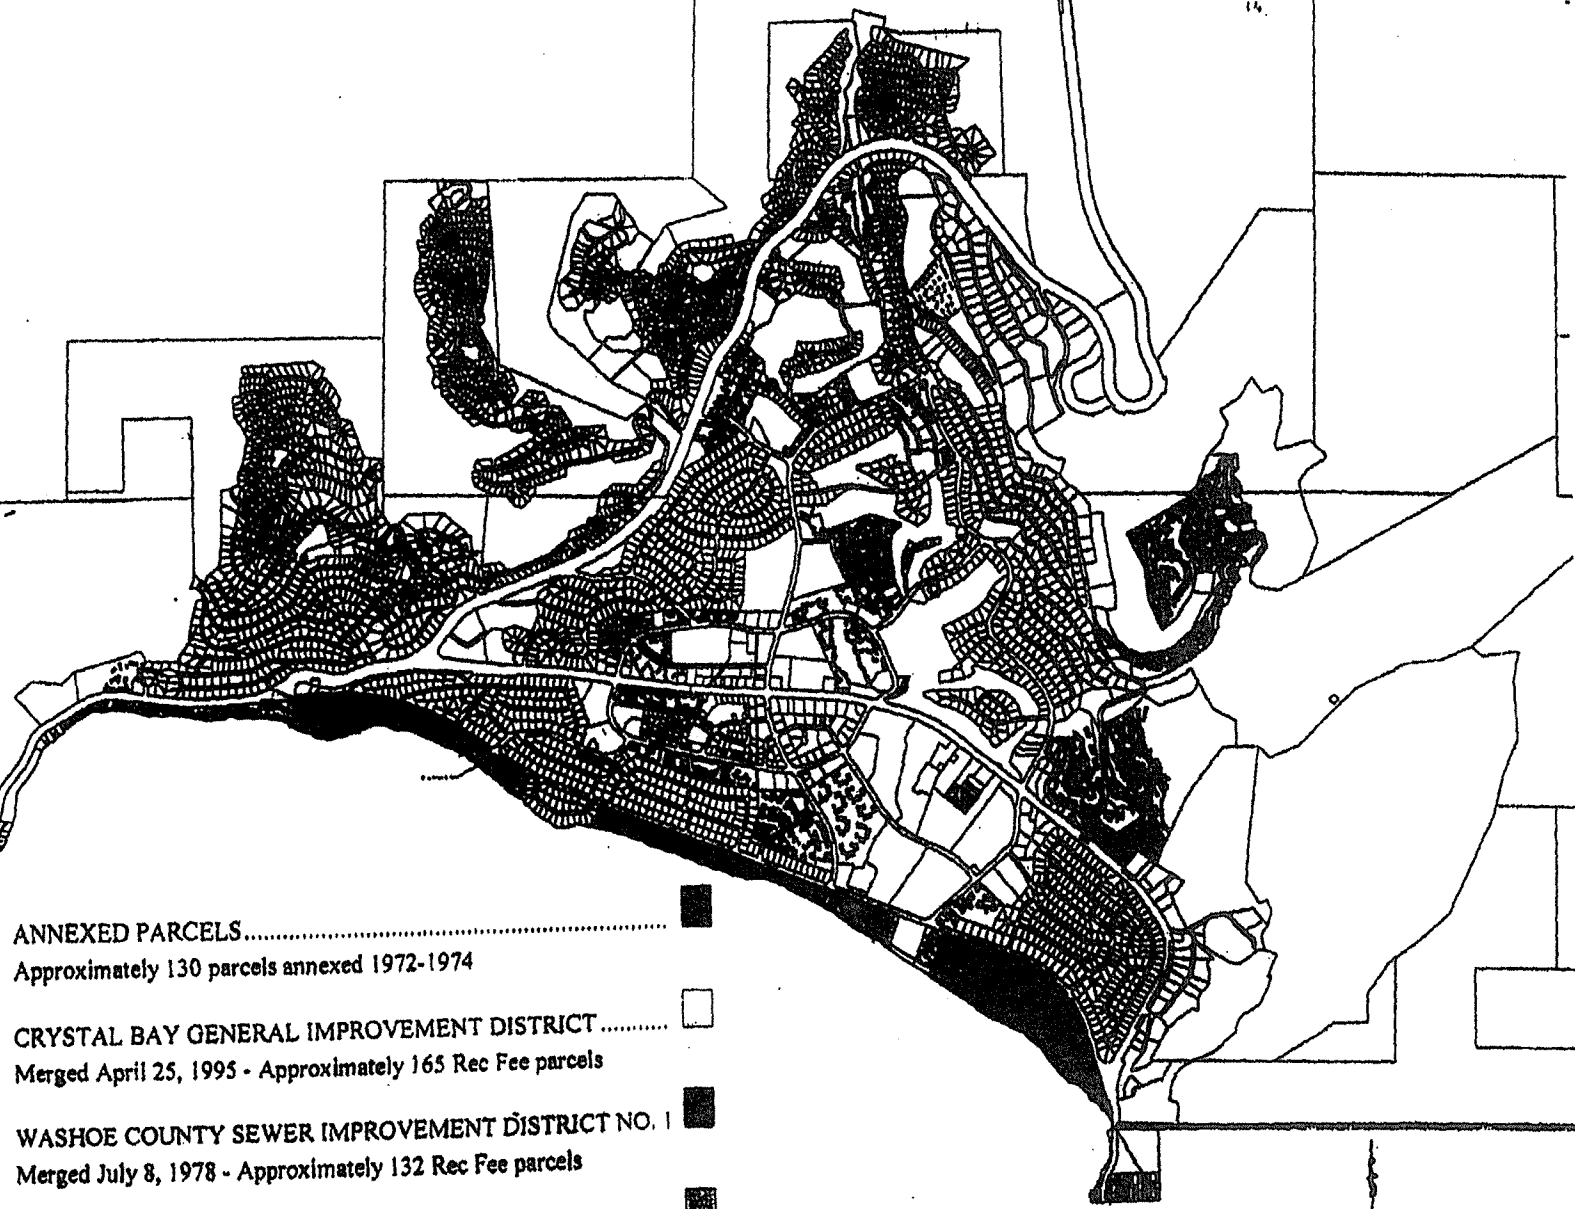 14.
ANNEXED PARCELS
Approximately 130 parcels annexed 1972-1974
CRYSTAL BAY GENERAL IMPROVEMENT DISTRICT
Merged April 25, 1995 - Approximately 165 Rec Fee parcels
WASHOE COUNTY SEWER IMPROVEMENT DISTRICT NO. 1
Merged July 8, 1978 - Approximately 132 Rec Fee parcels